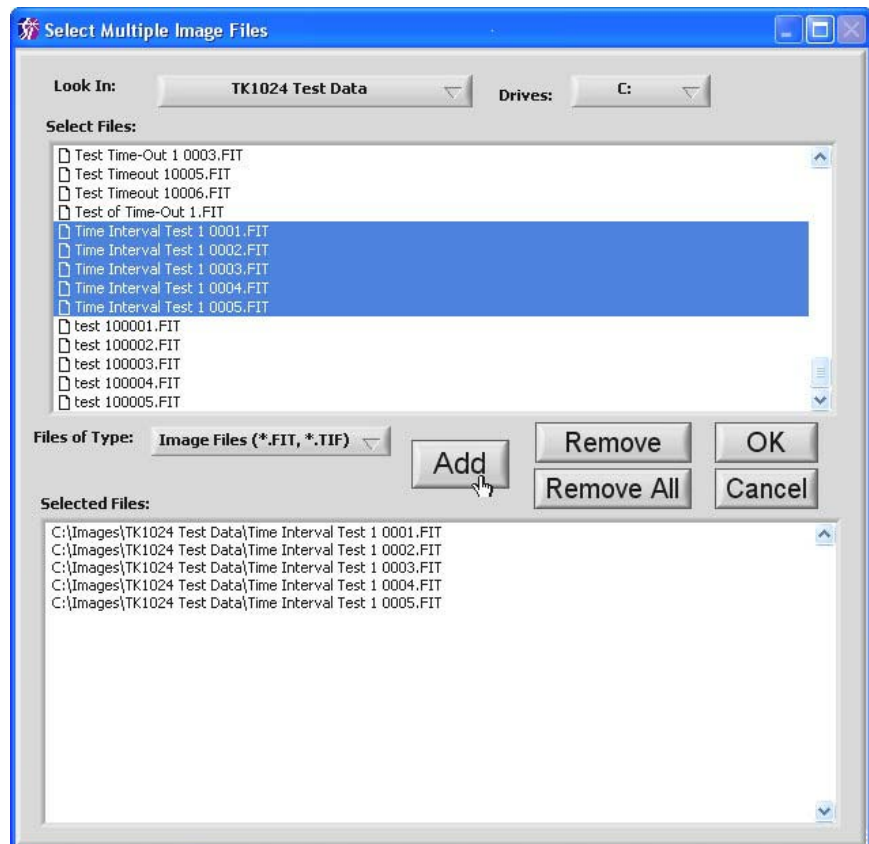 Select Multiple Image Files
Look In: TK1024 Test Data Drives: C:
Select Files:
Test Time-Out 1 0003.FIT
Test Timeout 10005.FIT
Test Timeout 10006.FIT
Test of Time-Out 1.FIT
Time Interval Test 1 0001.FIT
Time Interval Test 1 0002.FIT
Time Interval Test 1 0003.FIT
Time Interval Test 1 0004.FIT
Time Interval Test 1 0005.FIT
test 100001.FIT
test 100002.FIT
test 100003.FIT
test 100004.FIT
test 100005.FIT
Files of Type: Image Files (*.FIT, *.TIF)
Add
Remove
OK
Remove All
Cancel
Selected Files:
C:\Images\TK1024 Test Data\Time Interval Test 1 0001.FIT
C:\Images\TK1024 Test Data\Time Interval Test 1 0002.FIT
C:\Images\TK1024 Test Data\Time Interval Test 1 0003.FIT
C:\Images\TK1024 Test Data\Time Interval Test 1 0004.FIT
C:\Images\TK1024 Test Data\Time Interval Test 1 0005.FIT